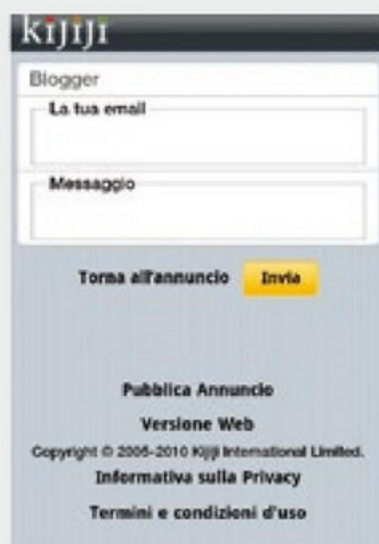 kijiji
Blogger
La tua email
Messaggio
Torna all'annuncio Invia
Pubblica Annuncio
Versione Web
Copyright © 2005-2010 Kijiji International Limited.
Informativa sulla Privacy
Termini e condizioni d'uso